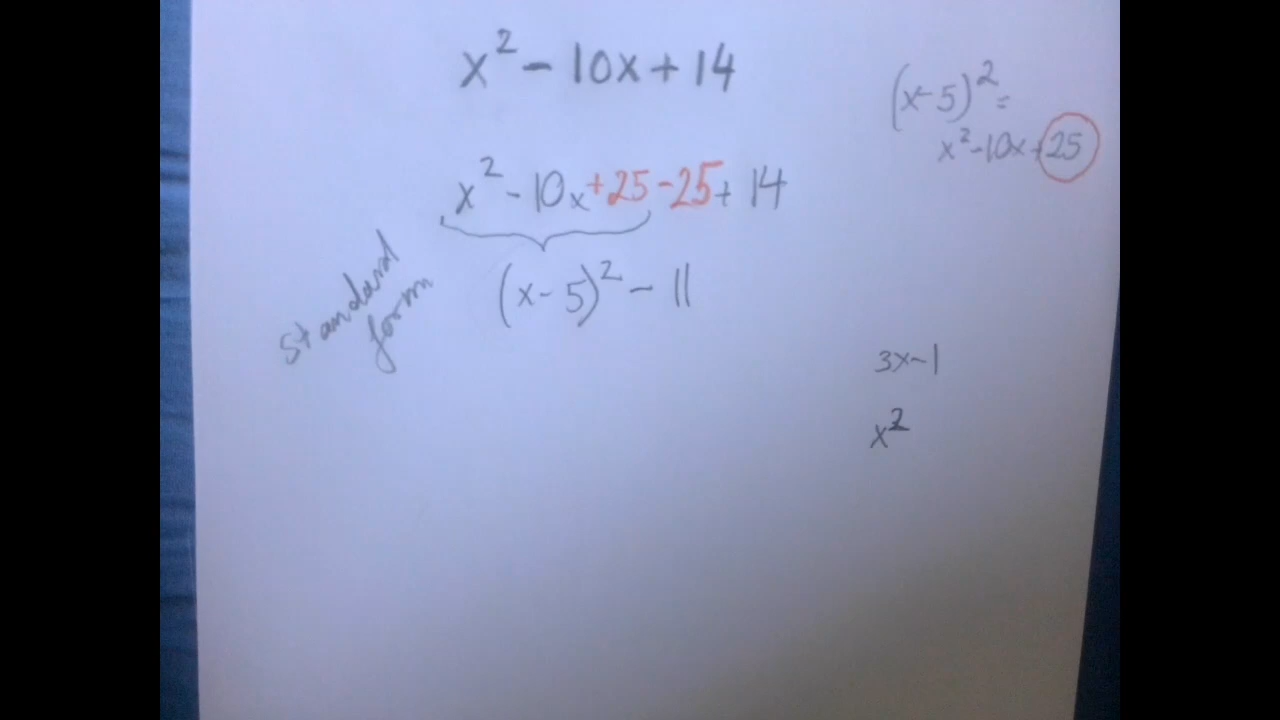 x² - 10x + 14
(x-5)² =
x² - 10x + 25
x² - 10x + 25 - 25 + 14
standard
form
(x - 5)² - 11
3x - 1
x²